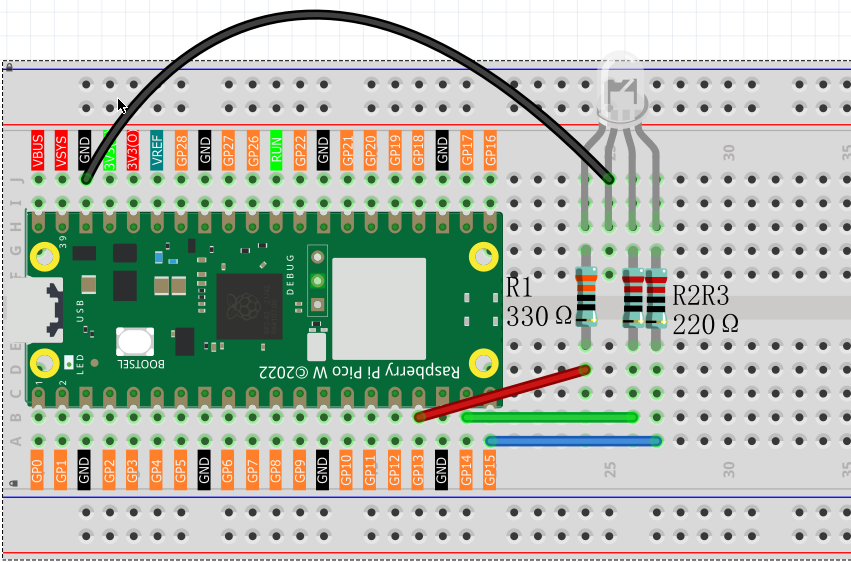 VBUS VSYS GND 3V3(O) VREF GP28 GND GP27 GP26 RUN GP22 GND GP21 GP20 GP19 GP18 GND GP17 GP16
30 35
J
I
H
G
F
39
DEBUG
USB
R1
330 Ω
R2R3
220 Ω
BOOTSEL
LED
Raspberry Pi Pico W ©2022
1 2
E
D
C
B
A
GP0 GP1 GND GP2 GP3 GP4 GP5 GND GP6 GP7 GP8 GP9 GND GP10 GP11 GP12 GP13 GND GP14 GP15
25 30 35